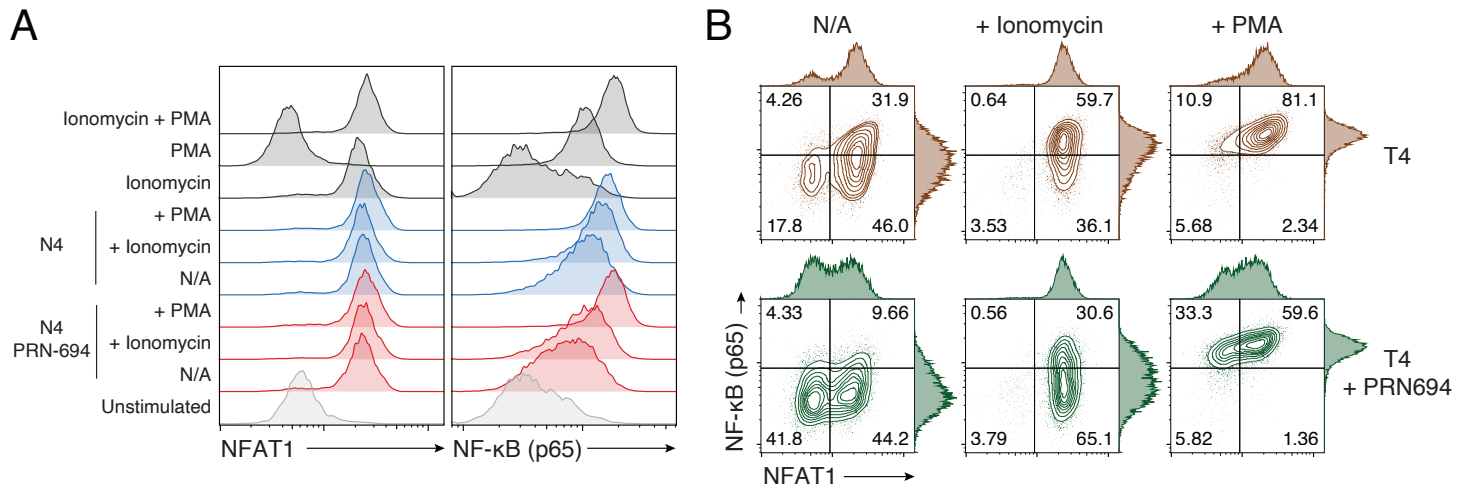 A
Ionomycin + PMA
PMA
Ionomycin
+ PMA
N4
+ Ionomycin
N/A
+ PMA
N4
PRN-694
+ Ionomycin
N/A
Unstimulated
NFAT1
NF-κB (p65)
B
N/A
+ Ionomycin
+ PMA
4.26 31.9
0.64 59.7
10.9 81.1
T4
17.8 46.0
3.53 36.1
5.68 2.34
4.33 9.66
0.56 30.6
33.3 59.6
T4
+ PRN694
41.8 44.2
3.79 65.1
5.82 1.36
NF-κB (p65)
NFAT1